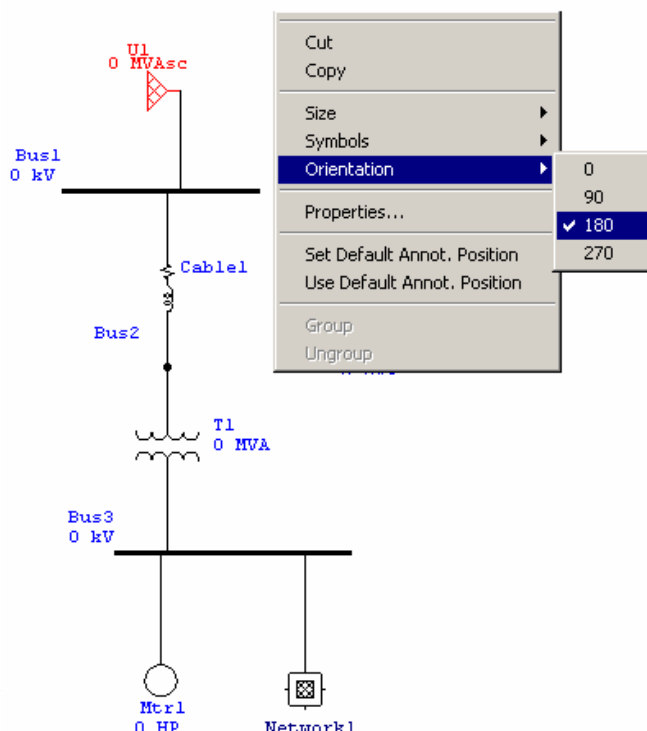 U1
0 MVAsc
Bus1
0 kV
Cable1
Bus2
T1
0 MVA
Bus3
0 kV
Mtr1
0 HP
Network1
Cut
Copy
Size
Symbols
Orientation
Properties...
Set Default Annot. Position
Use Default Annot. Position
Group
Ungroup
0
90
180
270